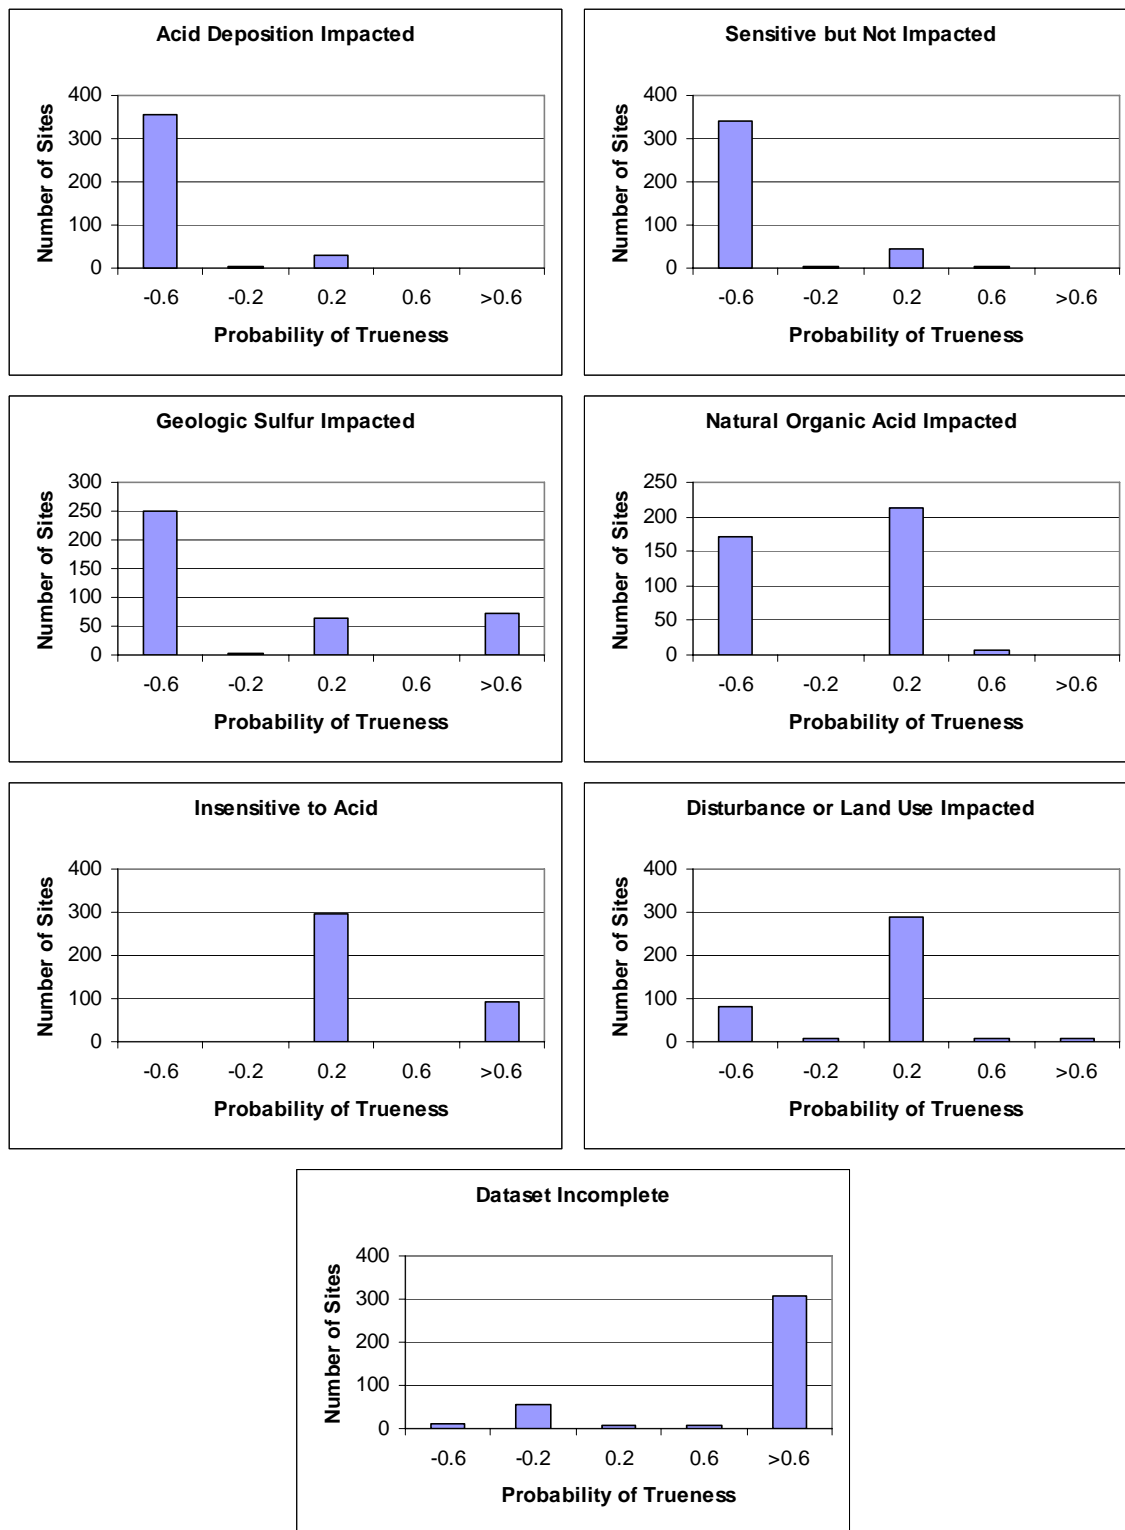 Acid Deposition Impacted
400
300
200
100
0
Number of Sites
-0.6 -0.2 0.2 0.6 >0.6
Probability of Trueness
Sensitive but Not Impacted
400
300
200
100
0
Number of Sites
-0.6 -0.2 0.2 0.6 >0.6
Probability of Trueness
Geologic Sulfur Impacted
300
250
200
150
100
50
0
Number of Sites
-0.6 -0.2 0.2 0.6 >0.6
Probability of Trueness
Natural Organic Acid Impacted
250
200
150
100
50
0
Number of Sites
-0.6 -0.2 0.2 0.6 >0.6
Probability of Trueness
Insensitive to Acid
400
300
200
100
0
Number of Sites
-0.6 -0.2 0.2 0.6 >0.6
Probability of Trueness
Disturbance or Land Use Impacted
400
300
200
100
0
Number of Sites
-0.6 -0.2 0.2 0.6 >0.6
Probability of Trueness
Dataset Incomplete
400
300
200
100
0
Number of Sites
-0.6 -0.2 0.2 0.6 >0.6
Probability of Trueness